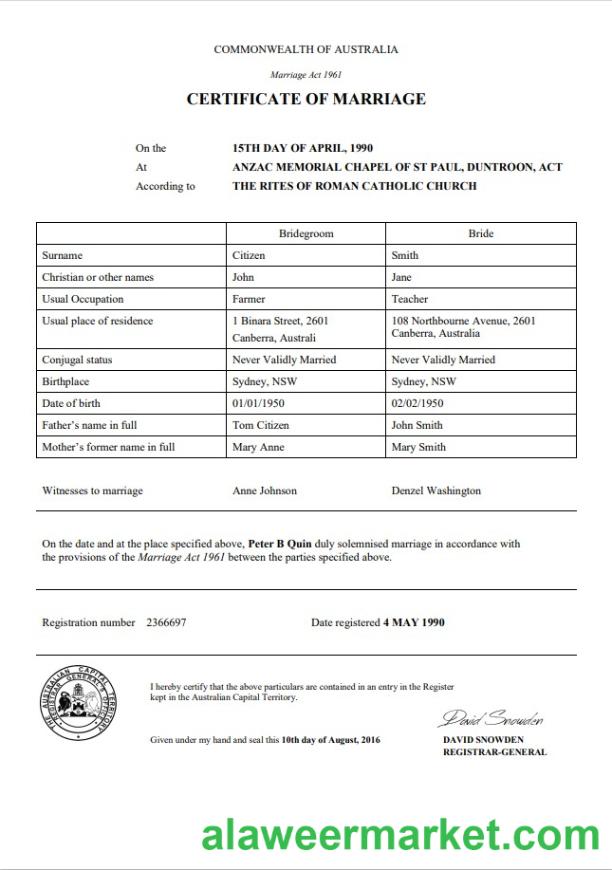 COMMONWEALTH OF AUSTRALIA
Marriage Act 1961
CERTIFICATE OF MARRIAGE
On the 15TH DAY OF APRIL, 1990
At ANZAC MEMORIAL CHAPEL OF ST PAUL, DUNTROON, ACT
According to THE RITES OF ROMAN CATHOLIC CHURCH
Bridegroom Bride
Surname Citizen Smith
Christian or other names John Jane
Usual Occupation Farmer Teacher
Usual place of residence 1 Binara Street, 2601 108 Northbourne Avenue, 2601
Canberra, Australi Canberra, Australia
Conjugal status Never Validly Married Never Validly Married
Birthplace Sydney, NSW Sydney, NSW
Date of birth 01/01/1950 02/02/1950
Father’s name in full Tom Citizen John Smith
Mother’s former name in full Mary Anne Mary Smith
Witnesses to marriage Anne Johnson Denzel Washington
On the date and at the place specified above, Peter B Quin duly solemnised marriage in accordance with
the provisions of the Marriage Act 1961 between the parties specified above.
Registration number 2366697 Date registered 4 MAY 1990
AUSTRALIAN CAPITAL TERRITORY
THE REGISTRAR GENERAL'S OFFICE
I hereby certify that the above particulars are contained in an entry in the Register
kept in the Australian Capital Territory.
David Snowden
Given under my hand and seal this 10th day of August, 2016 DAVID SNOWDEN
REGISTRAR-GENERAL
alaweermarket.com